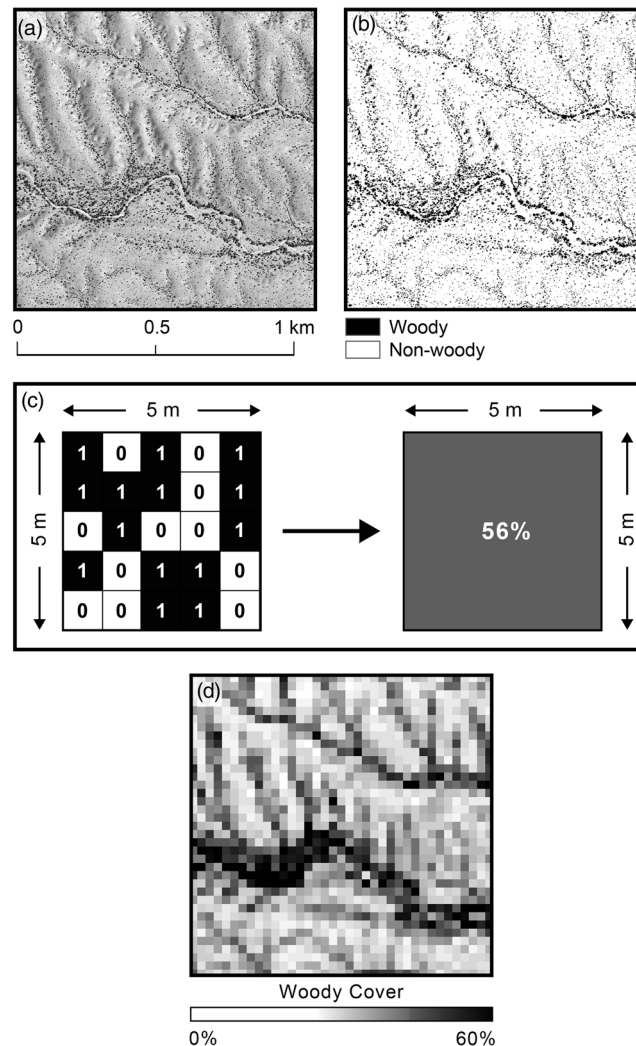 (a)
(b)
0 0.5 1 km
Woody
Non-woody
(c)
5 m
5 m
5 m
1 0 1 0 1
1 1 1 0 1
0 1 0 0 1
1 0 1 1 0
0 0 1 1 0
56%
5 m
(d)
Woody Cover
0% 60%